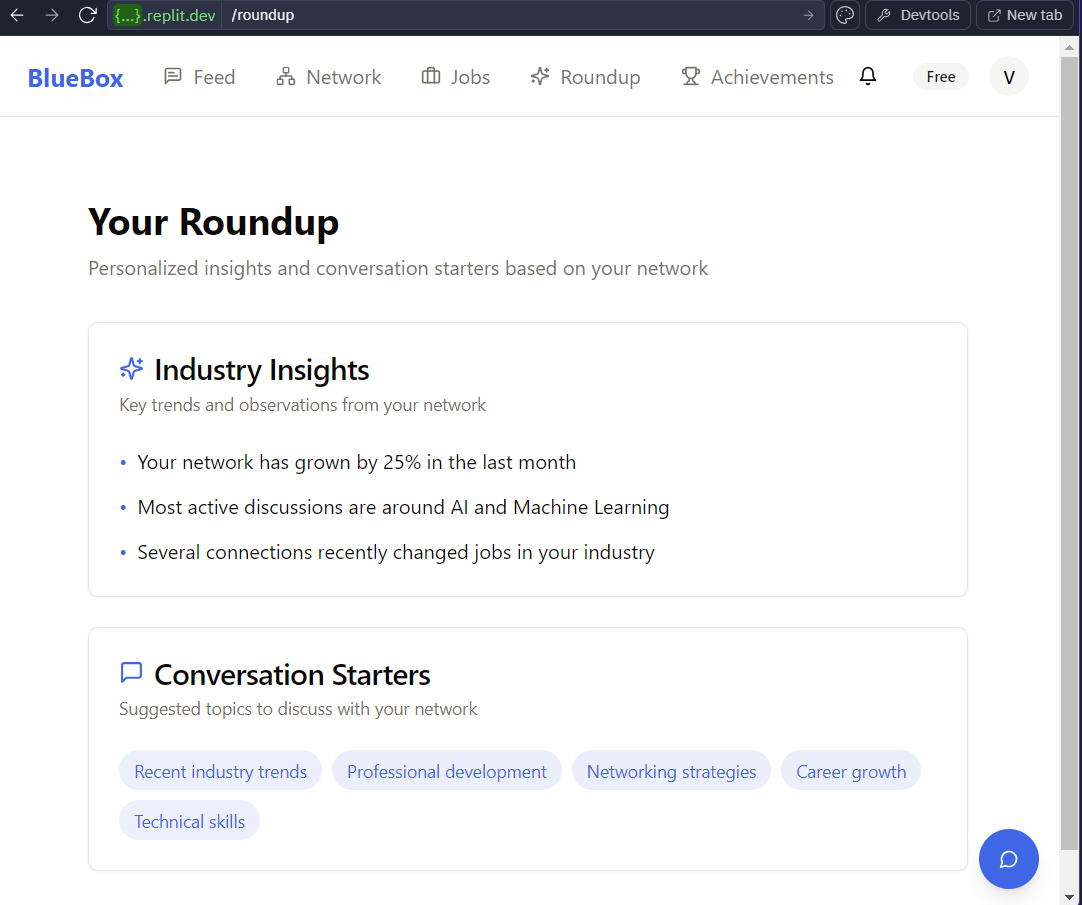 {...}.replit.dev /roundup Devtools New tab
BlueBox Feed Network Jobs Roundup Achievements Free V
Your Roundup
Personalized insights and conversation starters based on your network
Industry Insights
Key trends and observations from your network
• Your network has grown by 25% in the last month
• Most active discussions are around AI and Machine Learning
• Several connections recently changed jobs in your industry
Conversation Starters
Suggested topics to discuss with your network
Recent industry trends Professional development Networking strategies Career growth
Technical skills